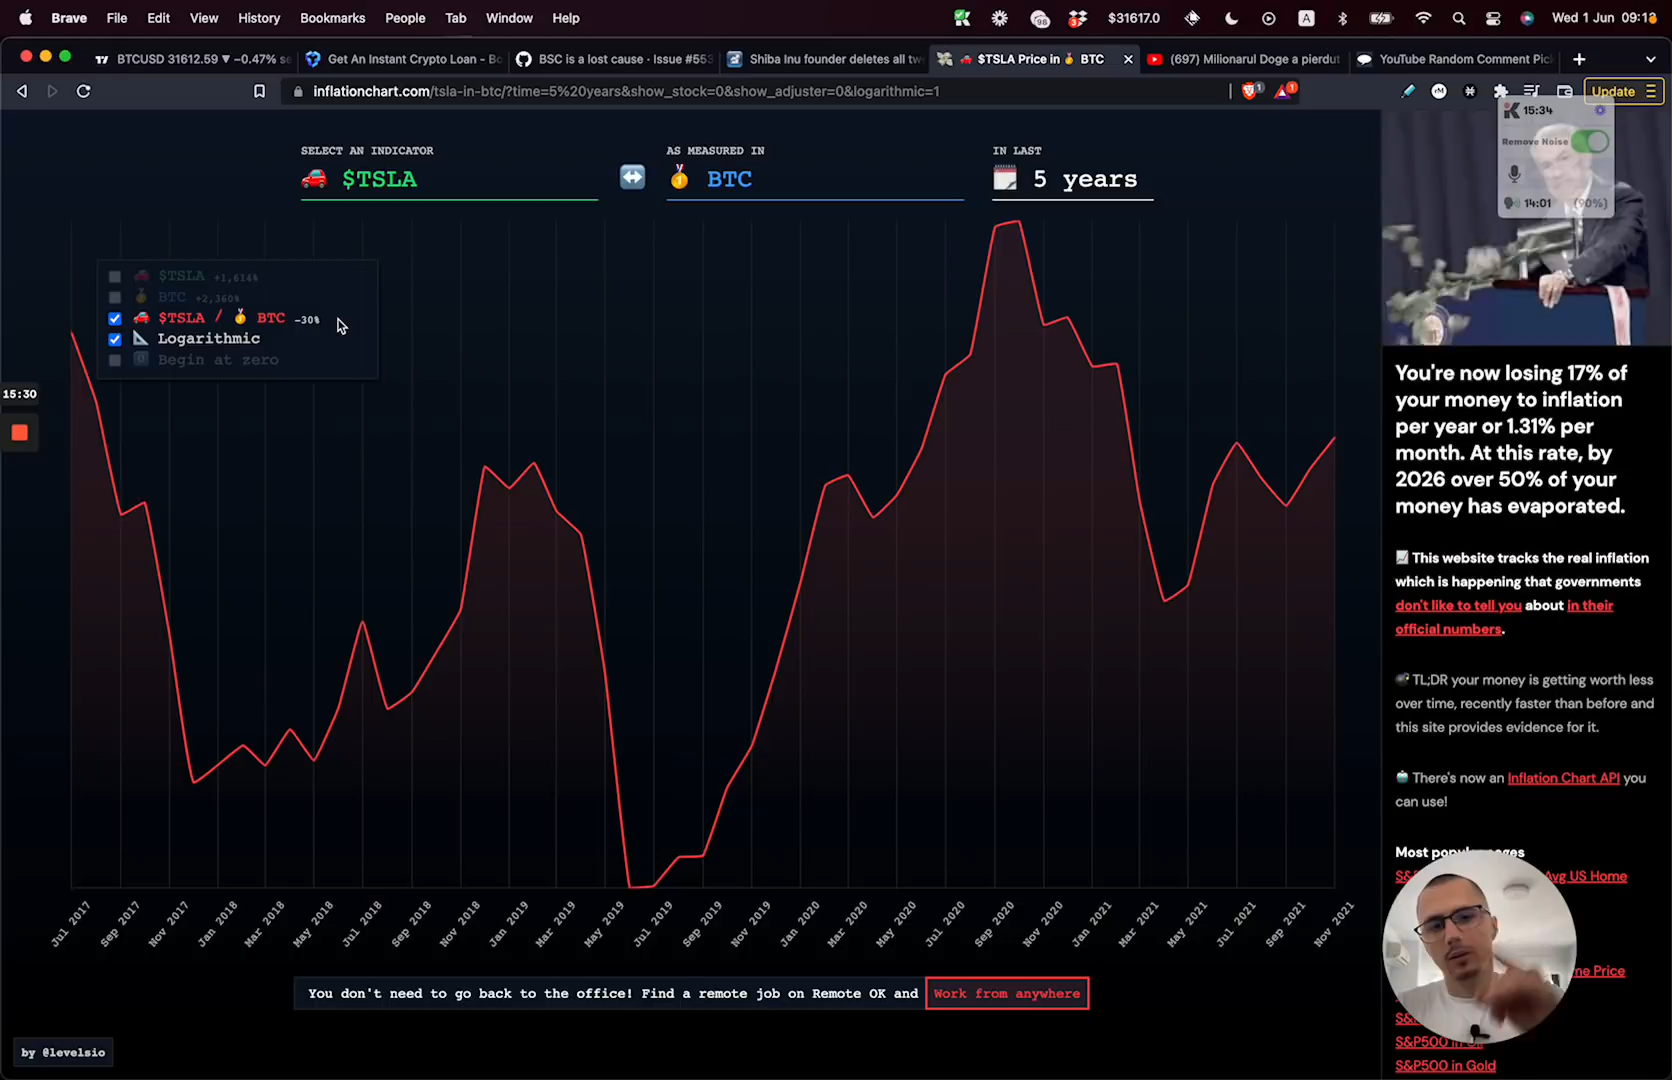 Brave File Edit View History Bookmarks People Tab Window Help
98 3 $31617.0 A Wed 1 Jun 09:13
BTCUSD 31612.59 ▼ −0.47% se
Get An Instant Crypto Loan - Bo
BSC is a lost cause · Issue #553
Shiba Inu founder deletes all tw
🚗 $TSLA Price in 🥇 BTC
(697) Milionarul Doge a pierdut
YouTube Random Comment Pic
inflationchart.com/tsla-in-btc/?time=5%20years&show_stock=0&show_adjuster=0&logarithmic=1
1 1 rM Update
15:34
Remove Noise
14:01 (90%)
SELECT AN INDICATOR
🚗 $TSLA
AS MEASURED IN
🥇 BTC
IN LAST
5 years
$TSLA +1,614%
BTC +2,360%
🚗 $TSLA / 🥇 BTC −30%
Logarithmic
Begin at zero
15:30
Jul 2017 Sep 2017 Nov 2017 Jan 2018 Mar 2018 May 2018 Jul 2018 Sep 2018 Nov 2018 Jan 2019 Mar 2019 May 2019 Jul 2019 Sep 2019 Nov 2019 Jan 2020 Mar 2020 May 2020 Jul 2020 Sep 2020 Nov 2020 Jan 2021 Mar 2021 May 2021 Jul 2021 Sep 2021 Nov 2021
You don't need to go back to the office! Find a remote job on Remote OK and Work from anywhere
by @levelsio
You're now losing 17% of
your money to inflation
per year or 1.31% per
month. At this rate, by
2026 over 50% of your
money has evaporated.
This website tracks the real inflation
which is happening that governments
don't like to tell you about in their
official numbers.
TL;DR your money is getting worth less
over time, recently faster than before and
this site provides evidence for it.
There's now an Inflation Chart API you
can use!
Most
Avg US Home
me Price
S&P500 in
S&P500 in Gold